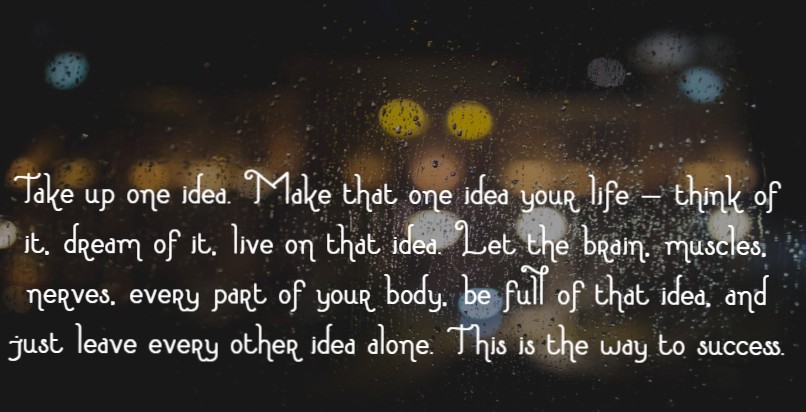 Take up one idea. Make that one idea your life – think of
it, dream of it, live on that idea. Let the brain, muscles,
nerves, every part of your body, be full of that idea, and
just leave every other idea alone. This is the way to success.